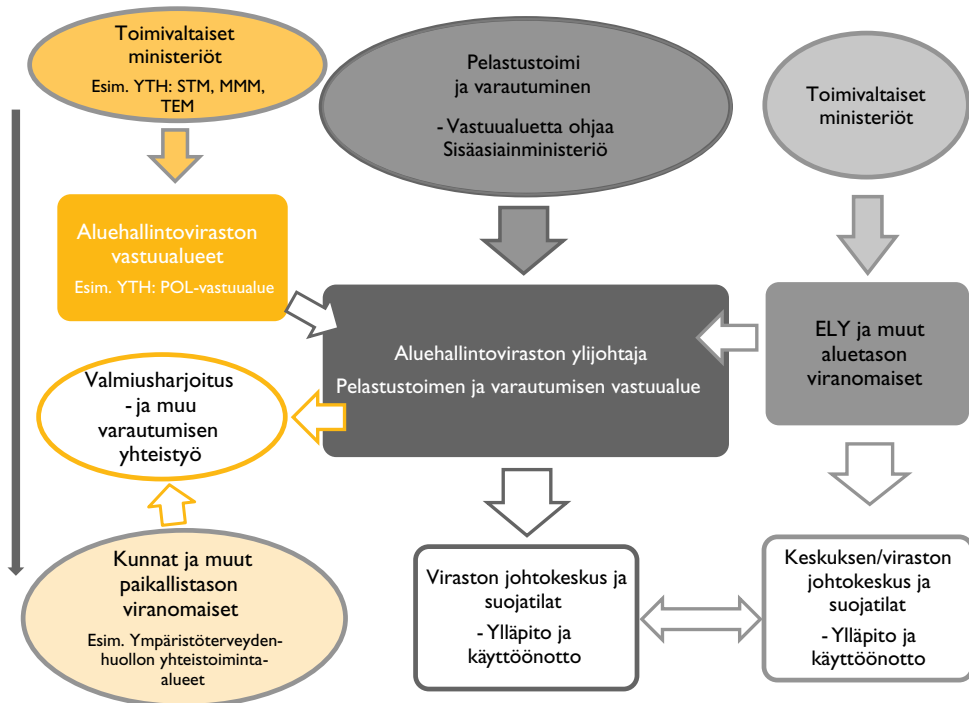 Toimivaltaiset
ministeriöt
Esim. YTH: STM, MMM,
TEM
Pelastustoimi
ja varautuminen
- Vastuualuetta ohjaa
Sisäasiainministeriö
Toimivaltaiset
ministeriöt
Aluehallintoviraston
vastuualueet
Esim. YTH: POL-vastuualue
Aluehallintoviraston ylijohtaja
Pelastustoimen ja varautumisen vastuualue
ELY ja muut
aluetason
viranomaiset
Valmiusharjoitus
- ja muu
varautumisen
yhteistyö
Kunnat ja muut
paikallistason
viranomaiset
Esim. Ympäristöterveyden-
huollon yhteistoiminta-
alueet
Viraston johtokeskus ja
suojatilat
- Ylläpito ja
käyttöönotto
Keskuksen/viraston
johtokeskus ja
suojatilat
- Ylläpito ja
käyttöönotto